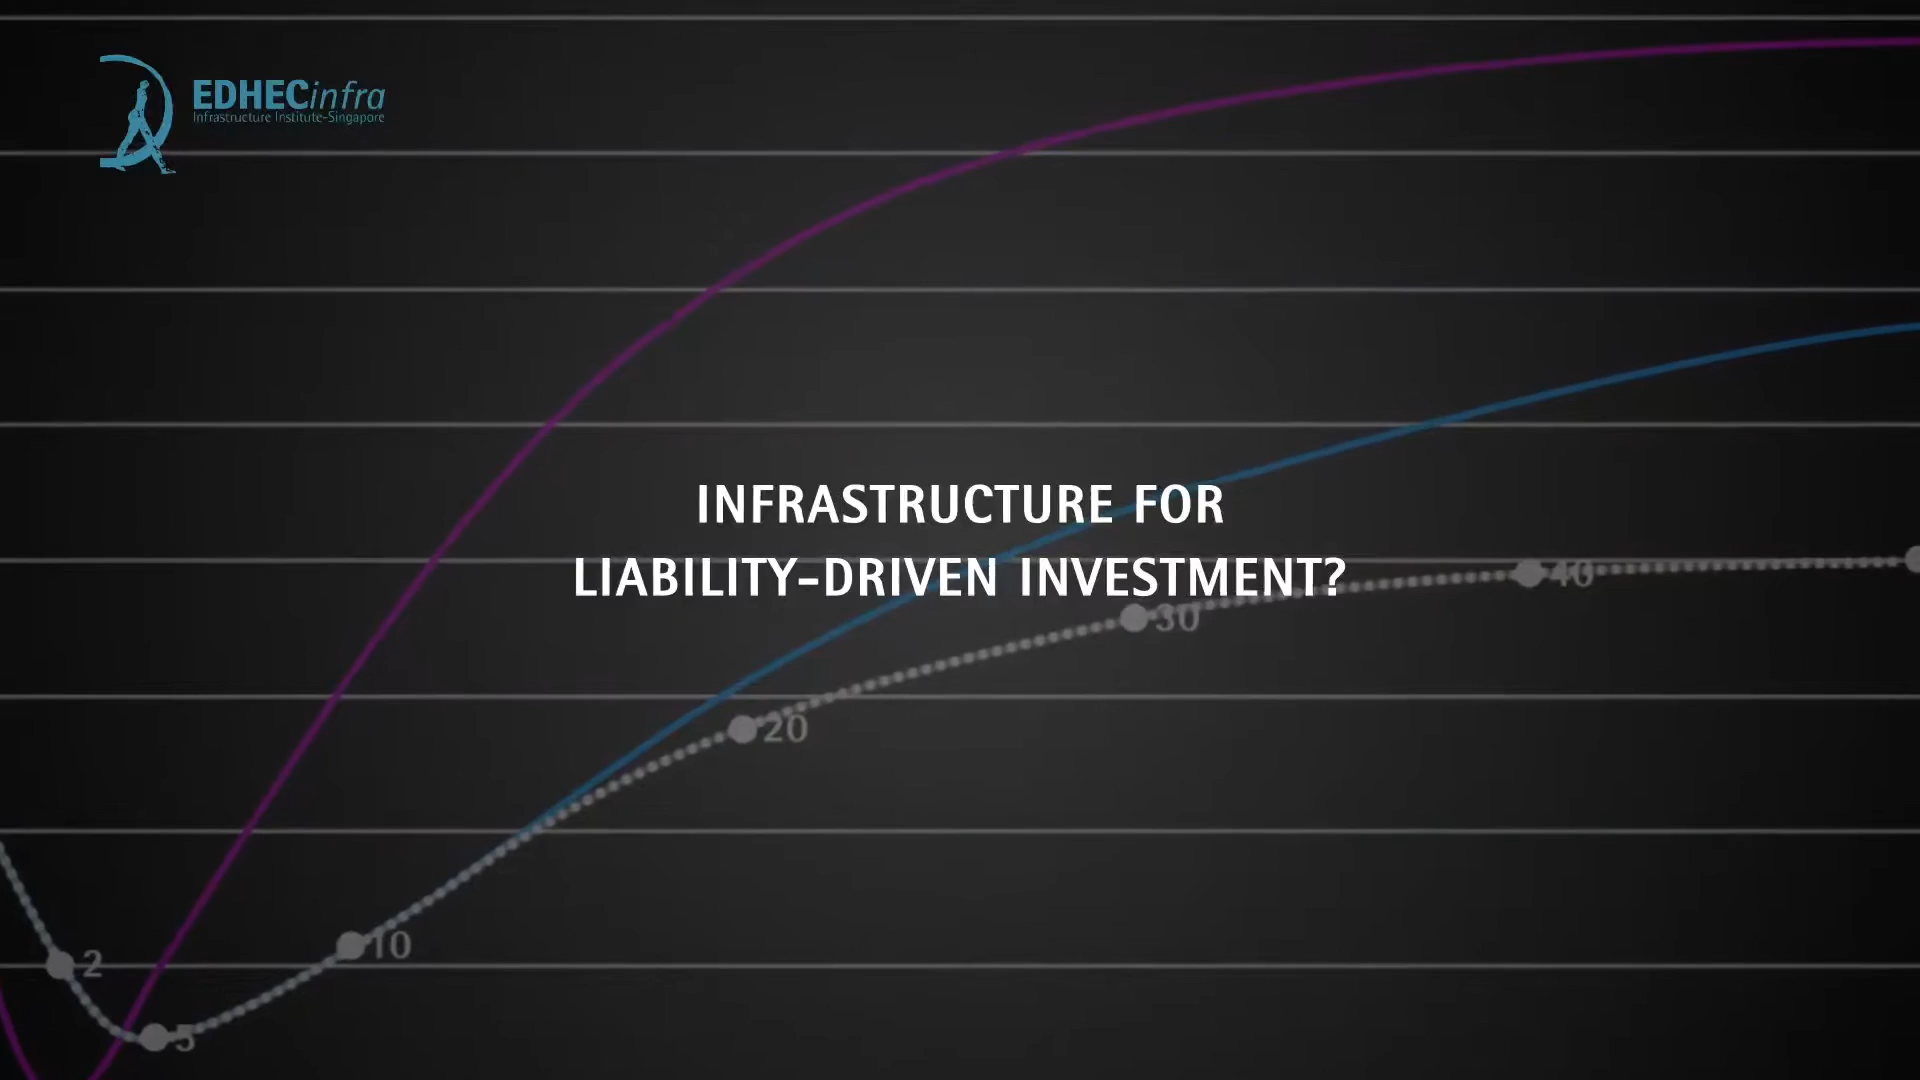 EDHECinfra
Infrastructure Institute-Singapore
INFRASTRUCTURE FOR
LIABILITY-DRIVEN INVESTMENT?
40
30
20
10
2
5